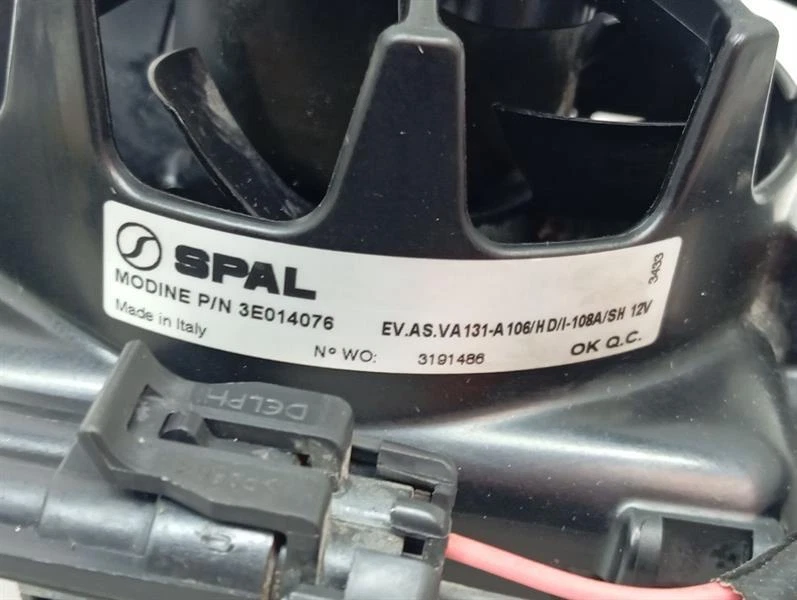 SPAL
MODINE P/N 3E014076
Made in Italy
EV.AS.VA131-A106/HD/I-108A/SH 12V
Nº WO: 3191486
OK Q.C.
3433
DELPHI